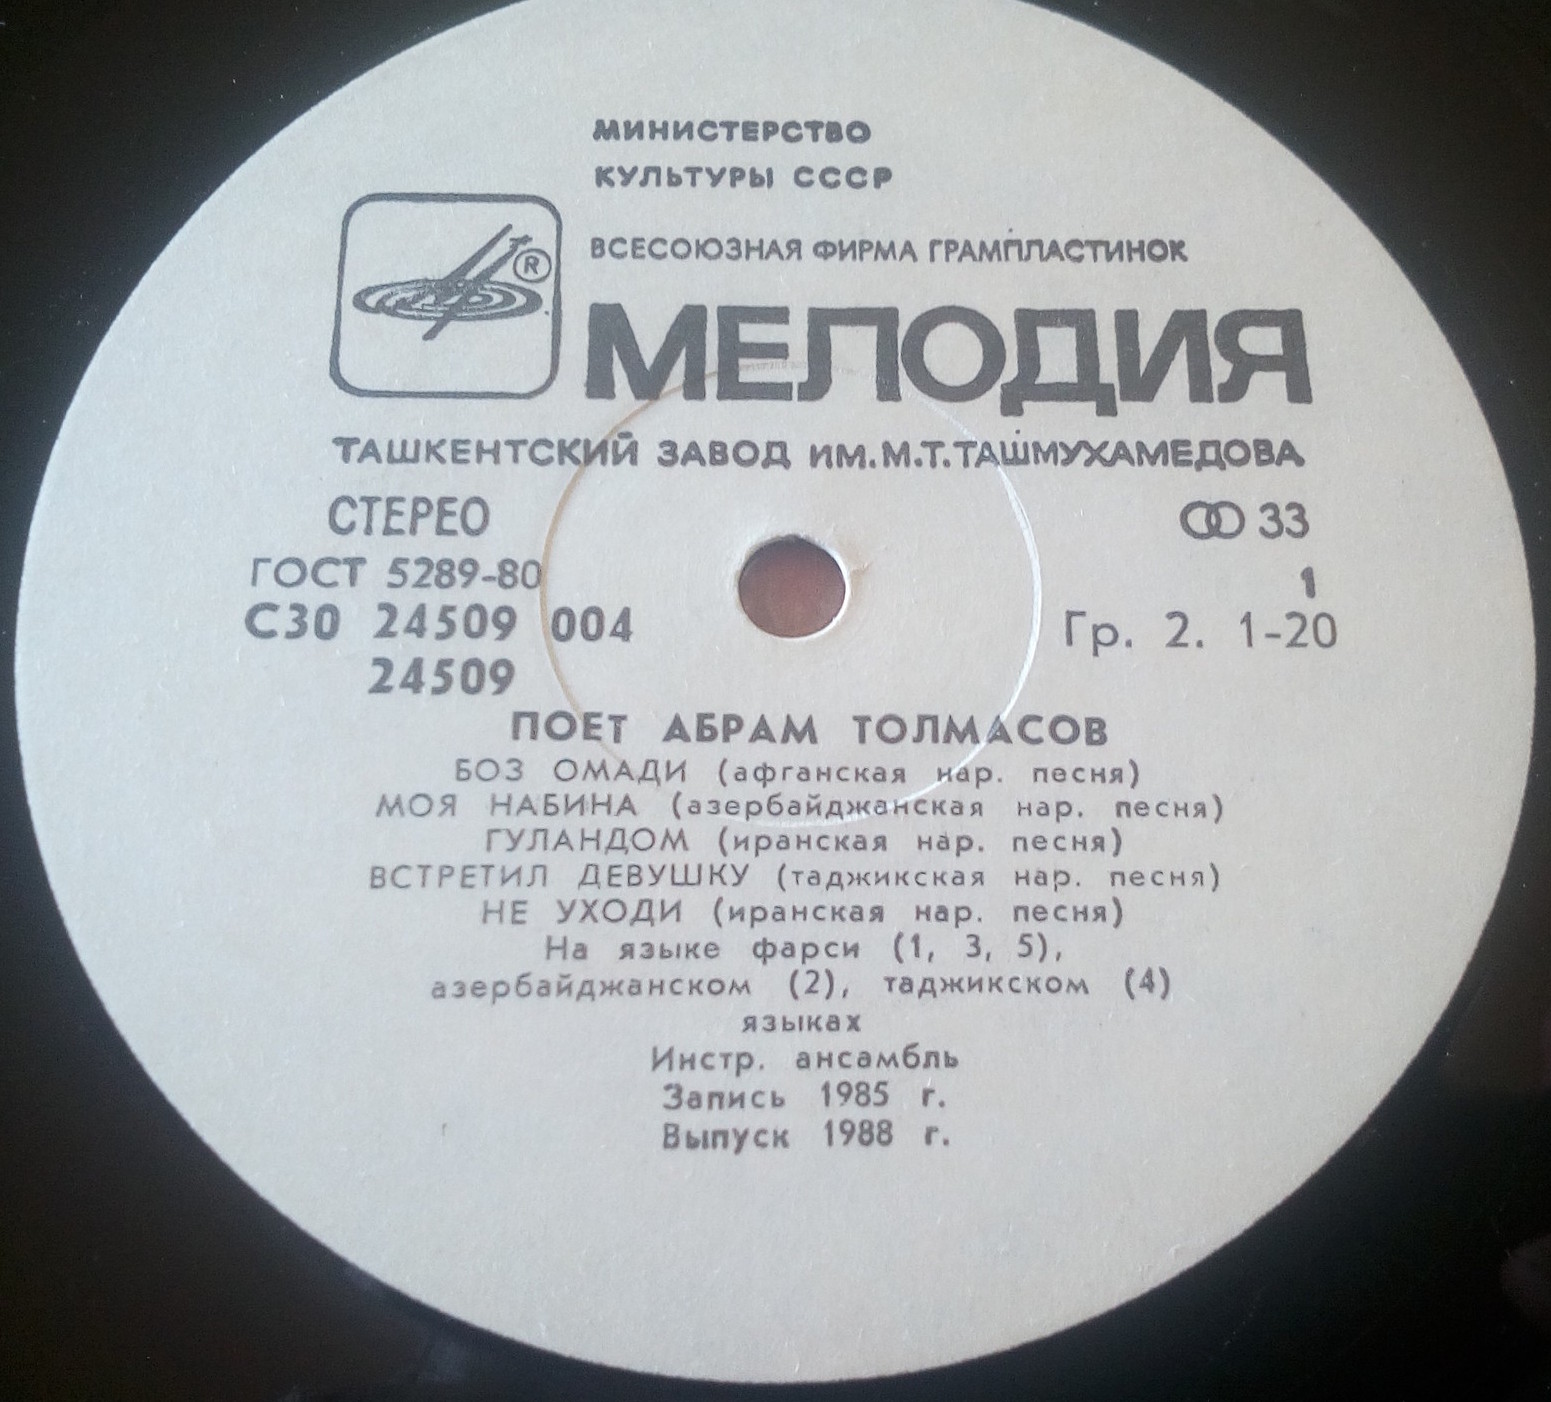 МИНИСТЕРСТВО
КУЛЬТУРЫ СССР
ВСЕСОЮЗНАЯ ФИРМА ГРАМПЛАСТИНОК
®
МЕЛОДИЯ
ТАШКЕНТСКИЙ ЗАВОД ИМ.М.Т.ТАШМУХАМЕДОВА
СТЕРЕО 33
ГОСТ 5289-80 1
С30 24509 004 Гр. 2. 1-20
24509
ПОЕТ АБРАМ ТОЛМАСОВ
БОЗ ОМАДИ (афганская нар. песня)
МОЯ НАБИНА (азербайджанская нар. песня)
ГУЛАНДОМ (иранская нар. песня)
ВСТРЕТИЛ ДЕВУШКУ (таджикская нар. песня)
НЕ УХОДИ (иранская нар. песня)
На языке фарси (1, 3, 5),
азербайджанском (2), таджикском (4)
языках
Инстр. ансамбль
Запись 1985 г.
Выпуск 1988 г.